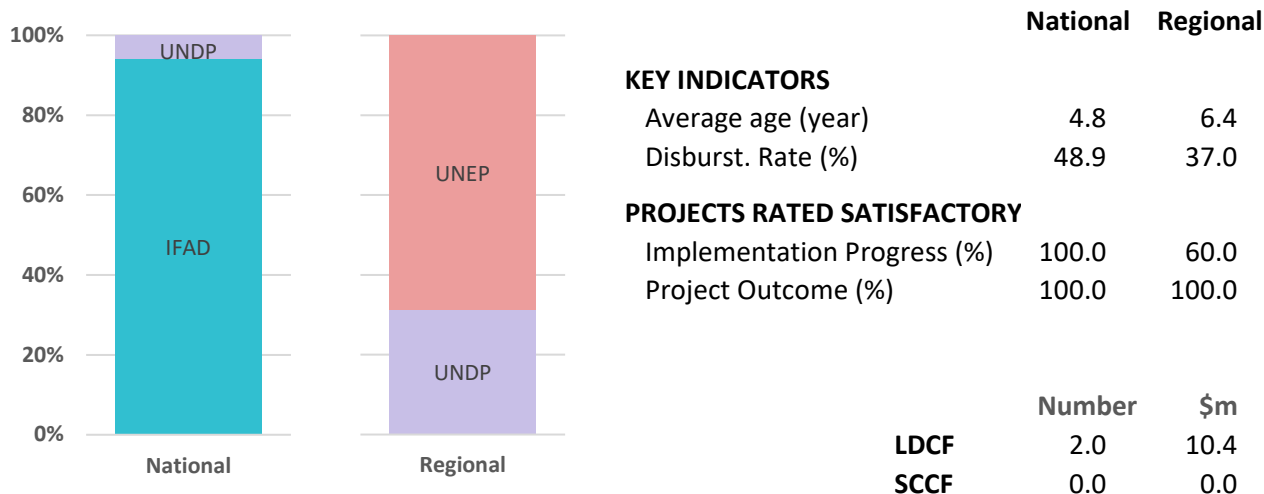 100%
80%
60%
40%
20%
0%
UNDP
IFAD
National
UNEP
UNDP
Regional
National Regional
KEY INDICATORS
Average age (year) 4.8 6.4
Disburst. Rate (%) 48.9 37.0
PROJECTS RATED SATISFACTORY
Implementation Progress (%) 100.0 60.0
Project Outcome (%) 100.0 100.0
Number $m
LDCF 2.0 10.4
SCCF 0.0 0.0